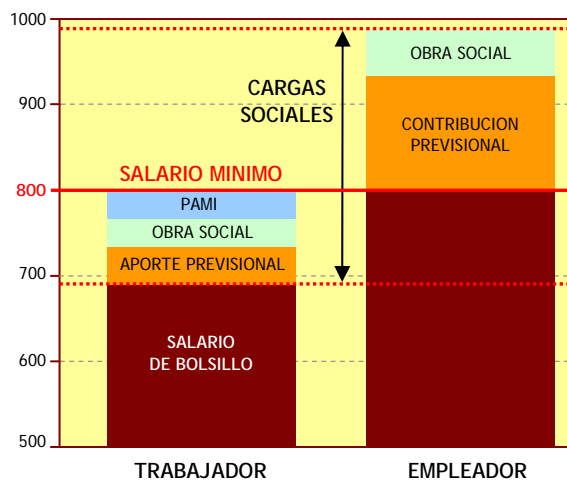 1000
900
800
700
600
500
CARGAS
SOCIALES
SALARIO MINIMO
PAMI
OBRA SOCIAL
APORTE PREVISIONAL
SALARIO
DE BOLSILLO
OBRA SOCIAL
CONTRIBUCION
PREVISIONAL
TRABAJADOR
EMPLEADOR